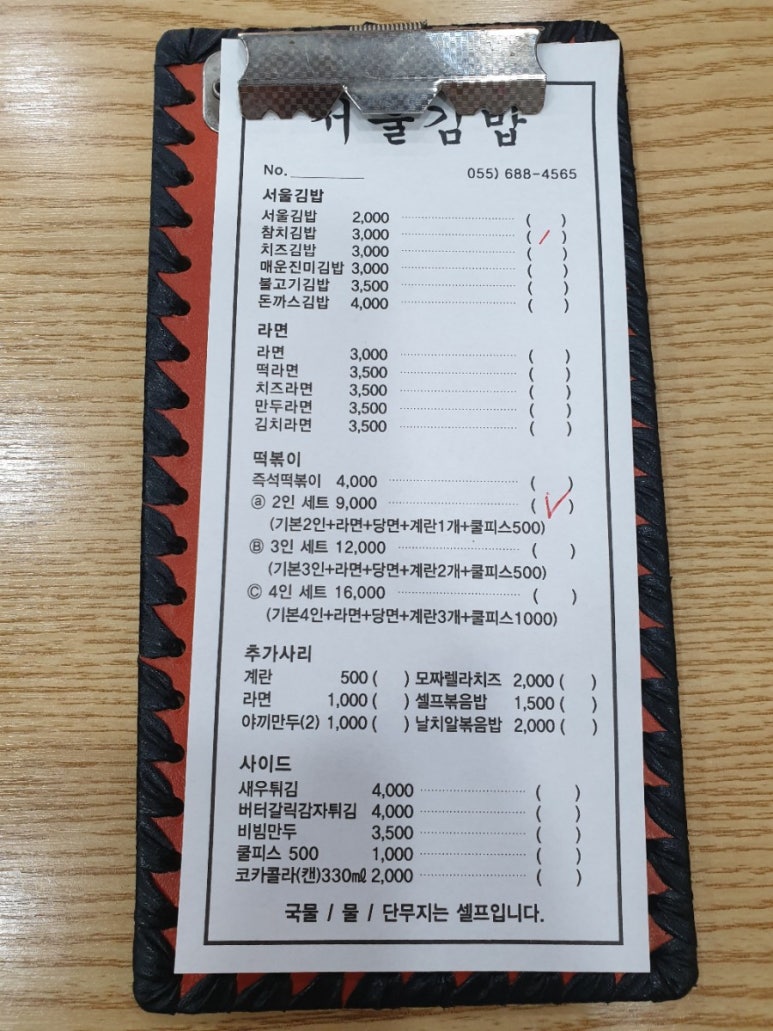 서울김밥
No.________ 055) 688-4565
서울김밥
서울김밥 2,000 ( )
참치김밥 3,000 ( / )
치즈김밥 3,000 ( )
매운진미김밥 3,000 ( )
불고기김밥 3,500 ( )
돈까스김밥 4,000 ( )
라면
라면 3,000 ( )
떡라면 3,500 ( )
치즈라면 3,500 ( )
만두라면 3,500 ( )
김치라면 3,500 ( )
떡볶이
즉석떡볶이 4,000 ( )
ⓐ 2인 세트 9,000 ( √ )
(기본2인+라면+당면+계란1개+쿨피스500)
Ⓑ 3인 세트 12,000 ( )
(기본3인+라면+당면+계란2개+쿨피스500)
Ⓒ 4인 세트 16,000 ( )
(기본4인+라면+당면+계란3개+쿨피스1000)
추가사리
계란 500 ( ) 모짜렐라치즈 2,000 ( )
라면 1,000 ( ) 셀프볶음밥 1,500 ( )
야끼만두(2) 1,000 ( ) 날치알볶음밥 2,000 ( )
사이드
새우튀김 4,000 ( )
버터갈릭감자튀김 4,000 ( )
비빔만두 3,500 ( )
쿨피스 500 1,000 ( )
코카콜라(캔)330㎖ 2,000 ( )
국물 / 물 / 단무지는 셀프입니다.